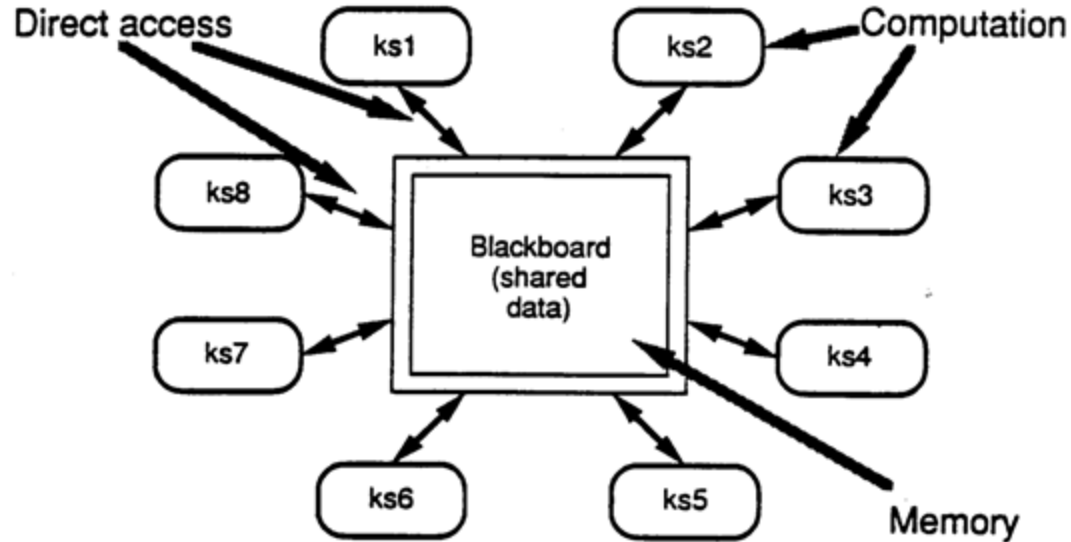 Direct access
ks1
ks2
Computation
ks8
ks3
Blackboard
(shared
data)
ks7
ks4
ks6
ks5
Memory